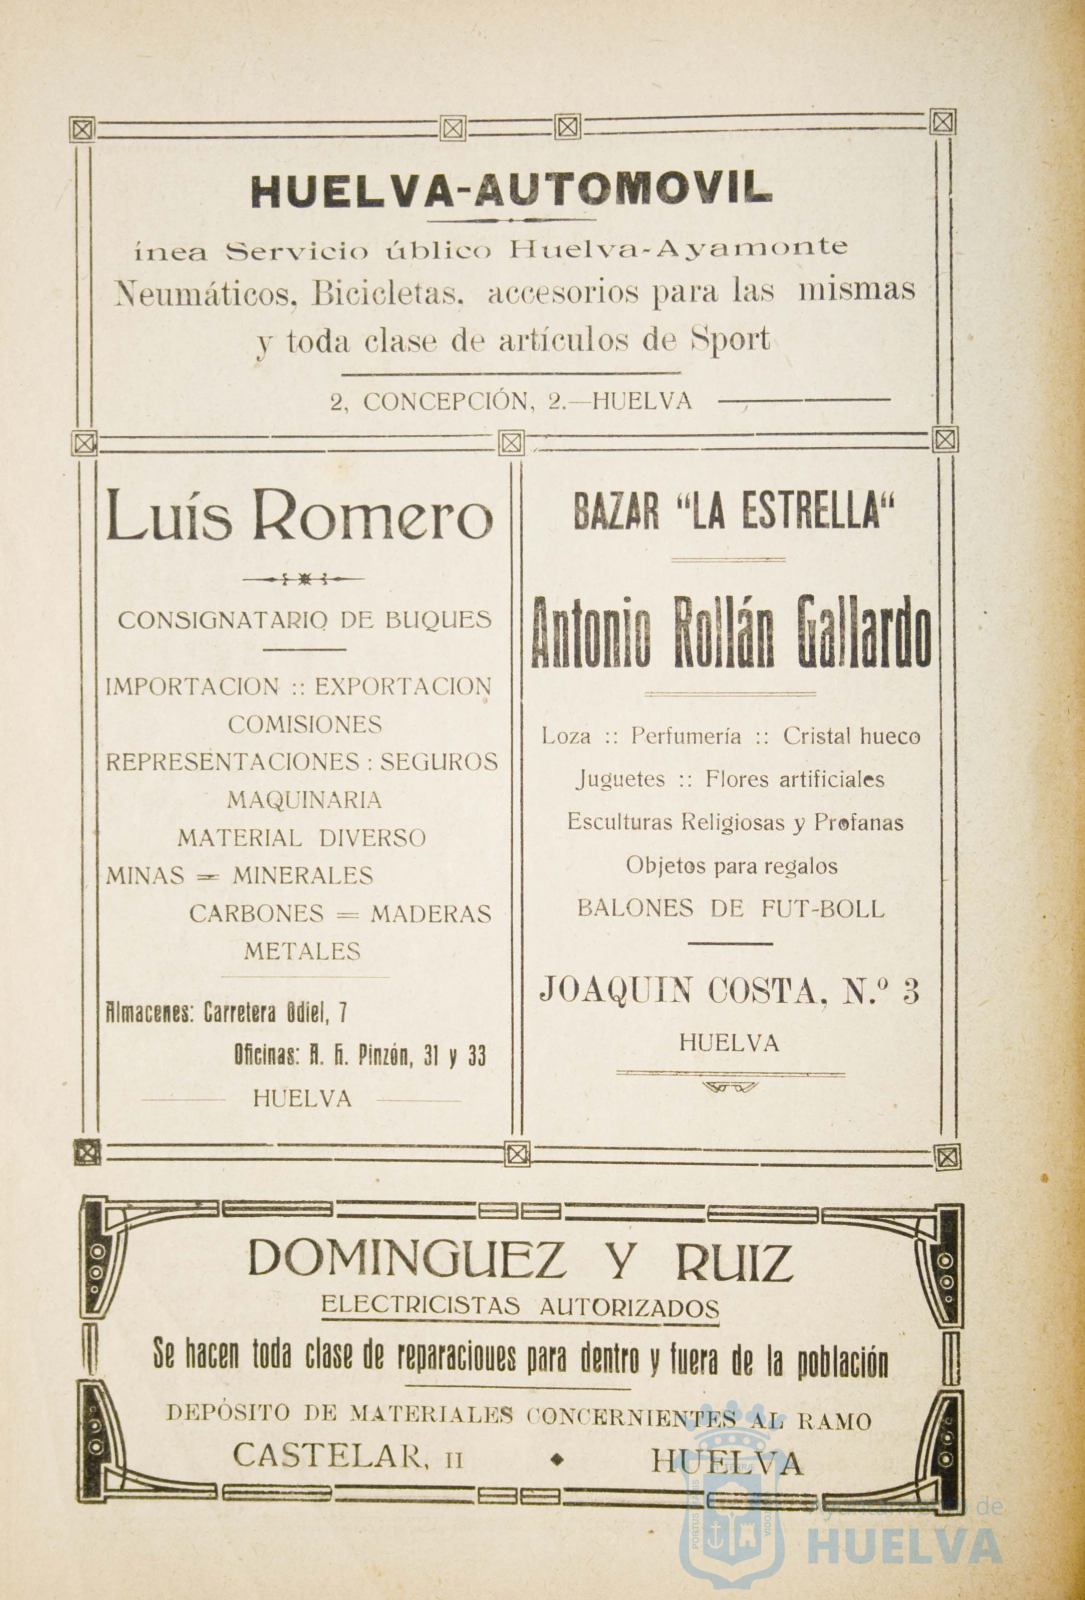 HUELVA-AUTOMOVIL
ínea Servicio úblico Huelva-Ayamonte
Neumáticos, Bicicletas, accesorios para las mismas
y toda clase de artículos de Sport
2, CONCEPCIÓN, 2.—HUELVA
Luís Romero
CONSIGNATARIO DE BUQUES
IMPORTACION :: EXPORTACION
COMISIONES
REPRESENTACIONES : SEGUROS
MAQUINARIA
MATERIAL DIVERSO
MINAS = MINERALES
CARBONES = MADERAS
METALES
Almacenes: Carretera Odiel, 7
Oficinas: A. H. Pinzón, 31 y 33
HUELVA
BAZAR “LA ESTRELLA“
Antonio Rollán Gallardo
Loza :: Perfumería :: Cristal hueco
Juguetes :: Flores artificiales
Esculturas Religiosas y Profanas
Objetos para regalos
BALONES DE FUT-BOLL
JOAQUIN COSTA, N.º 3
HUELVA
DOMINGUEZ Y RUIZ
ELECTRICISTAS AUTORIZADOS
Se hacen toda clase de reparacioues para dentro y fuera de la población
DEPÓSITO DE MATERIALES CONCERNIENTES AL RAMO
CASTELAR, II ◆ HUELVA
Ayuntamiento de
HUELVA